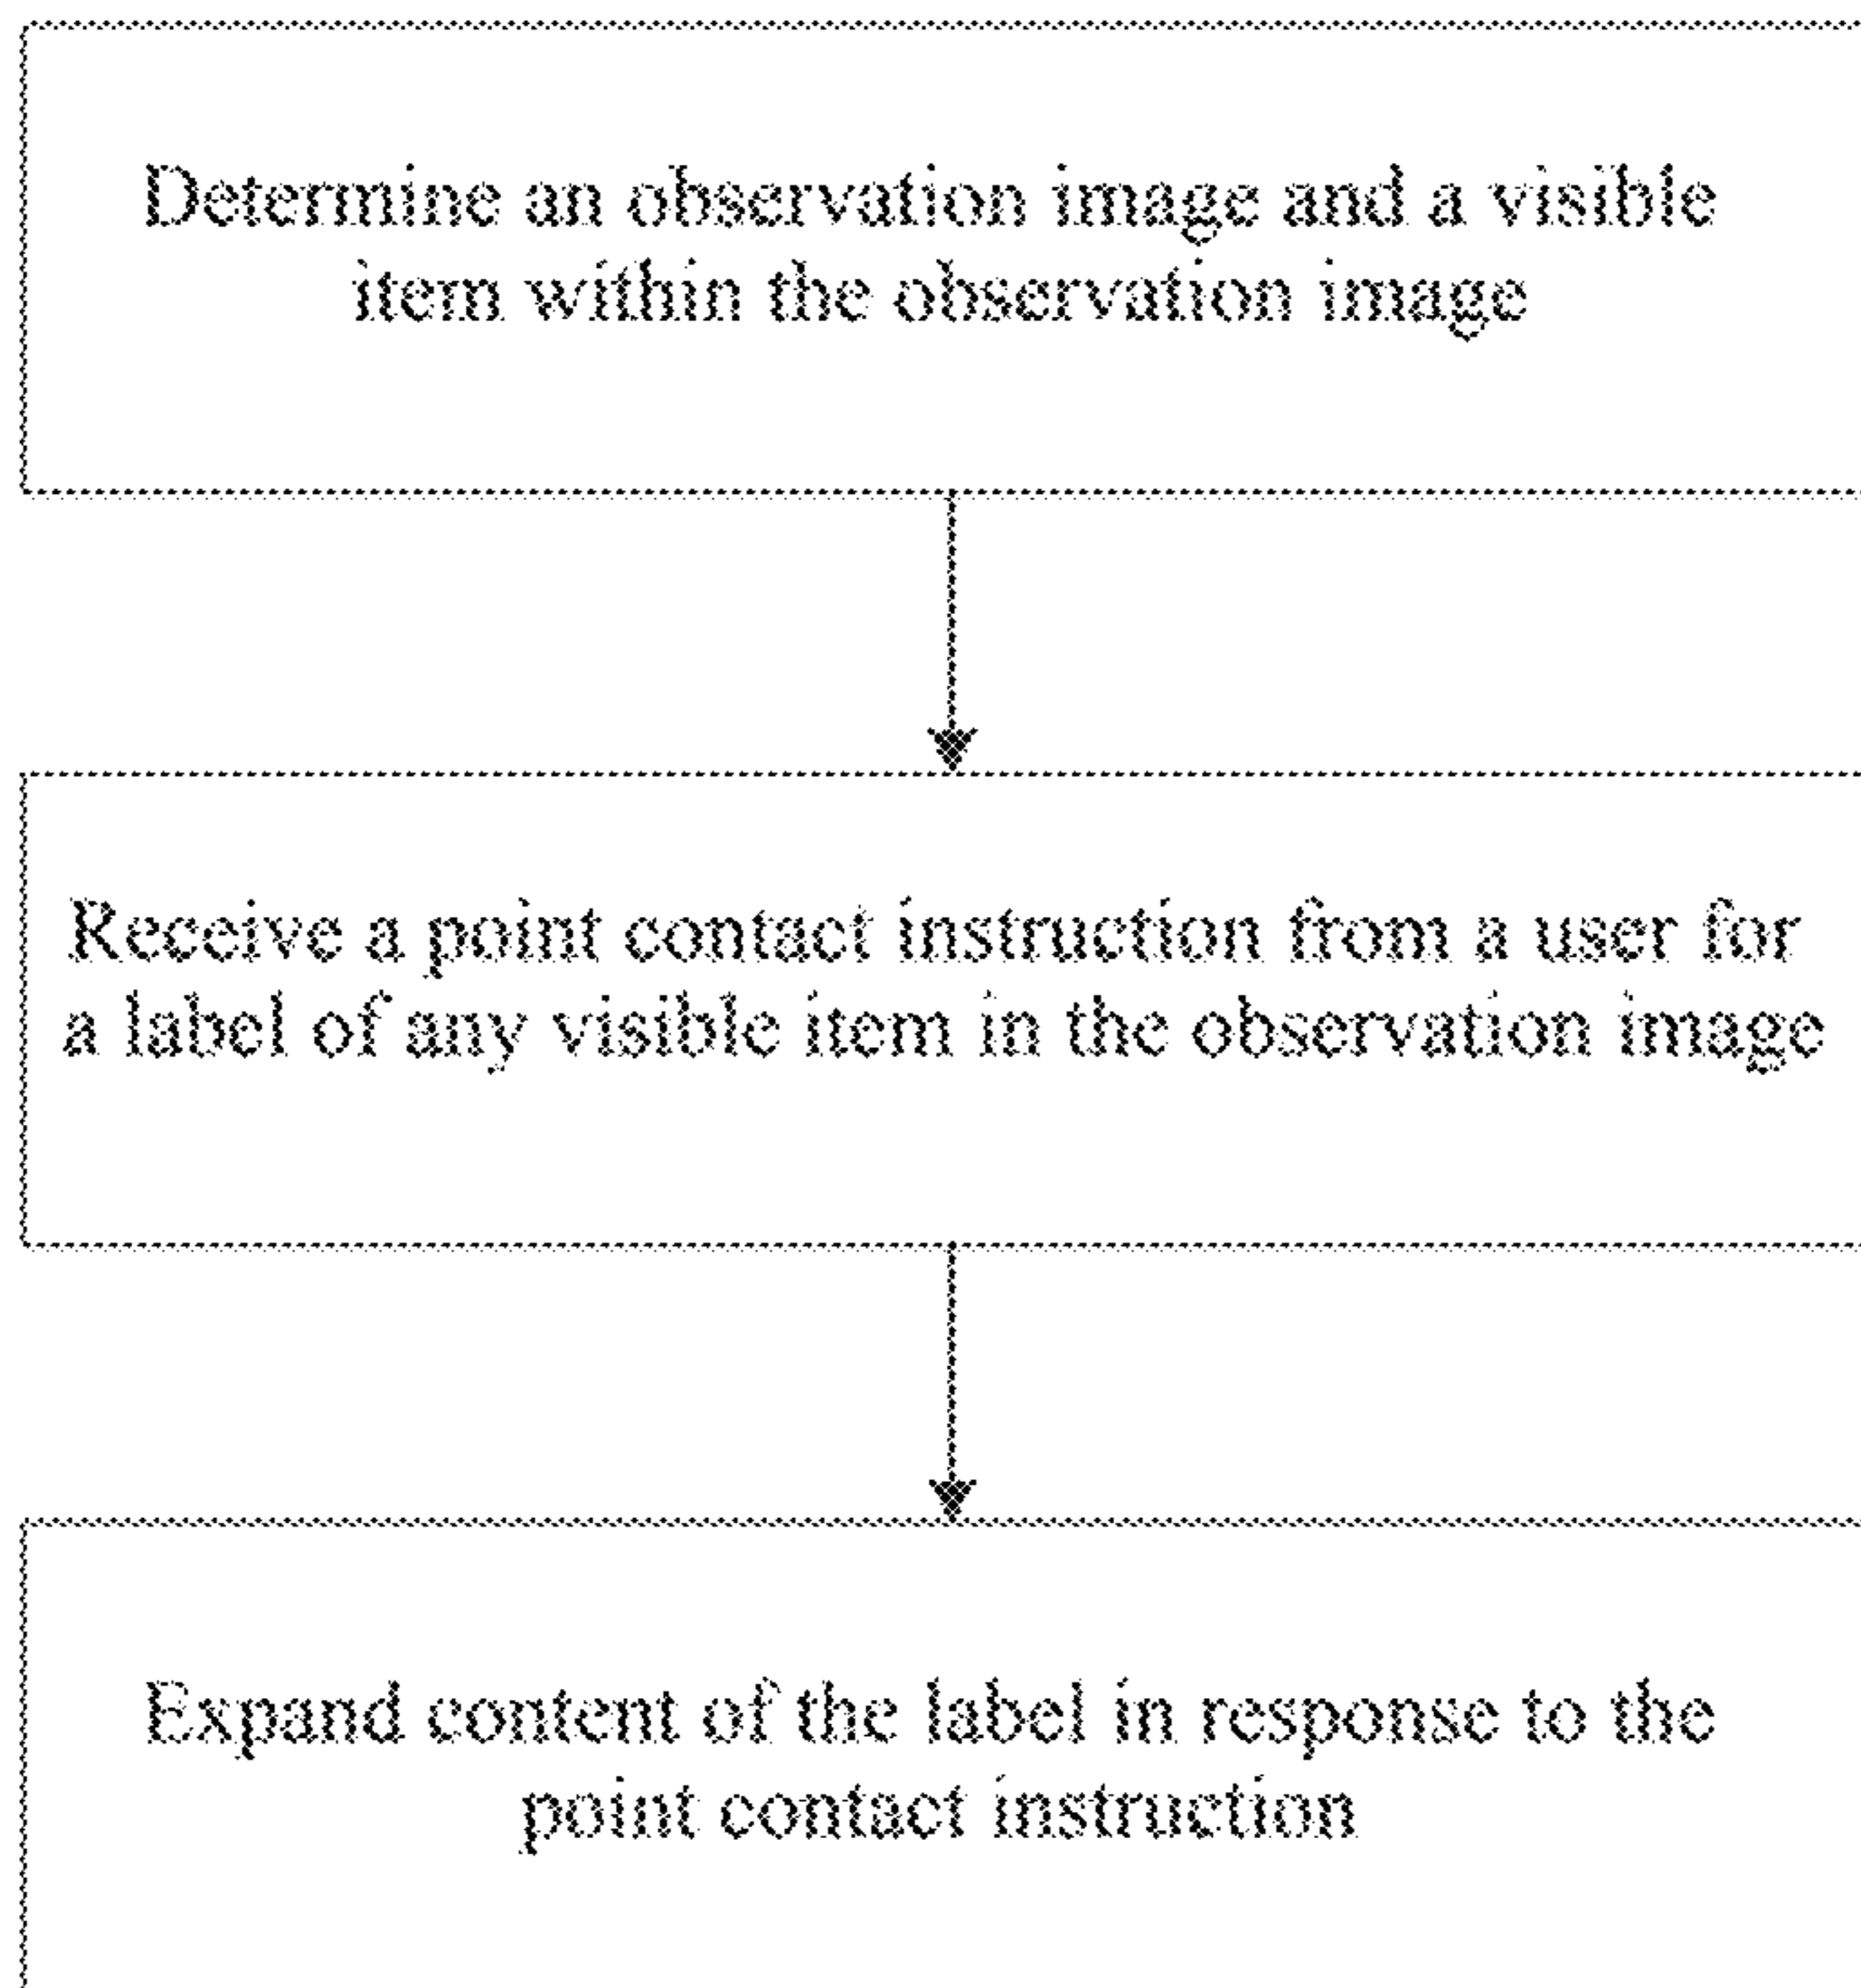 Determine an observation image and a visible
item within the observation image
Receive a point contact instruction from a user for
a label of any visible item in the observation image
Expand content of the label in response to the
point contact instruction